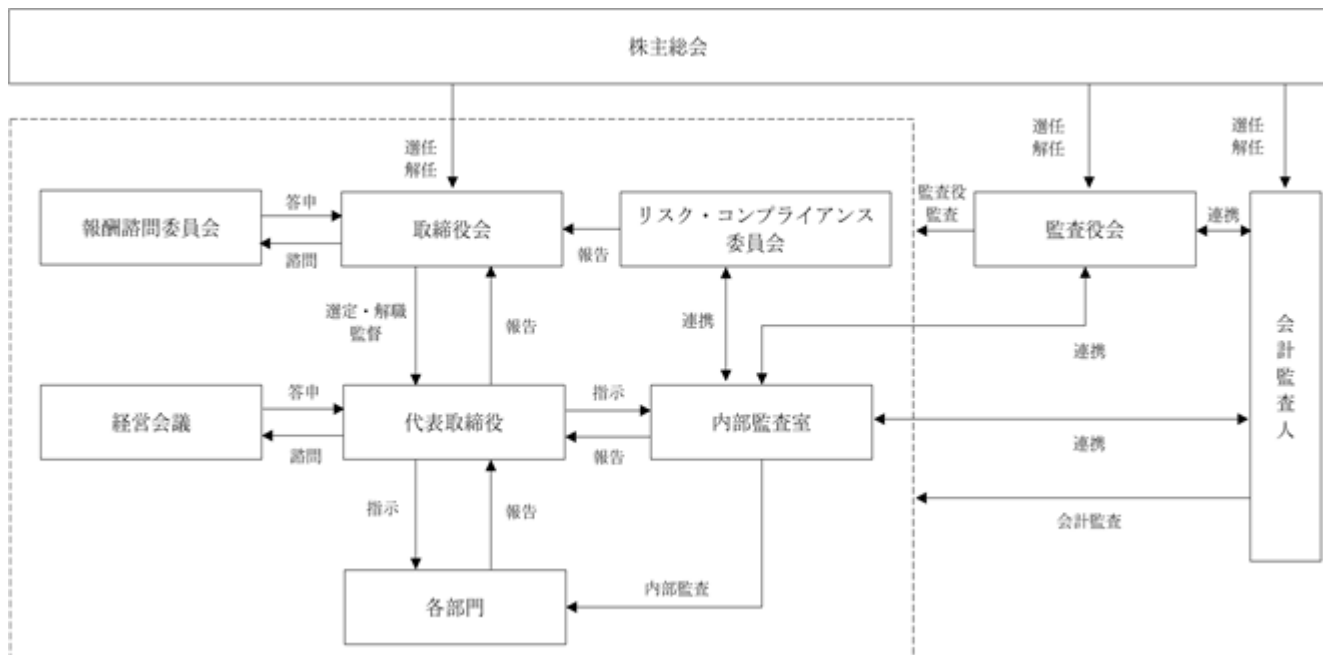 株主総会
選任
解任
選任
解任
選任
解任
報酬諮問委員会
答申
諮問
取締役会
報告
リスク・コンプライアンス
委員会
監査役
監査
監査役会
連携
選定・解職
監督
報告
連携
連携
会計監査人
経営会議
答申
諮問
代表取締役
指示
報告
内部監査室
連携
指示
報告
会計監査
各部門
内部監査